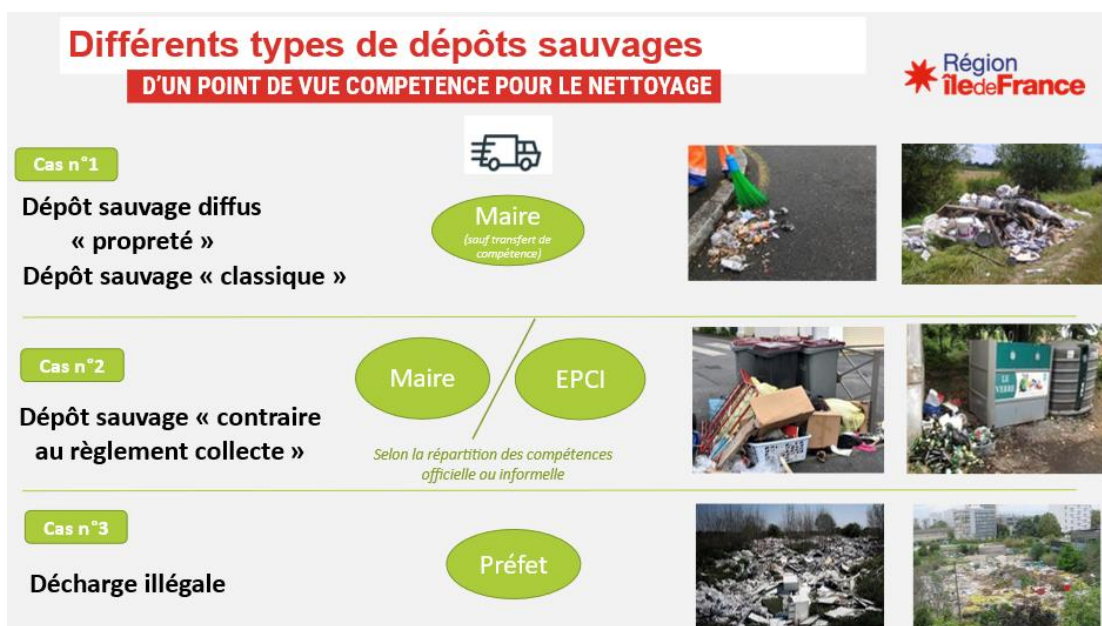 Différents types de dépôts sauvages
D'UN POINT DE VUE COMPETENCE POUR LE NETTOYAGE
Région
îledeFrance
Cas n°1
Dépôt sauvage diffus
« propreté »
Dépôt sauvage « classique »
Maire
(sauf transfert de
compétence)
Cas n°2
Dépôt sauvage « contraire
au règlement collecte »
Maire
EPCI
Selon la répartition des compétences
officielle ou informelle
LE
VERRE
Cas n°3
Décharge illégale
Préfet